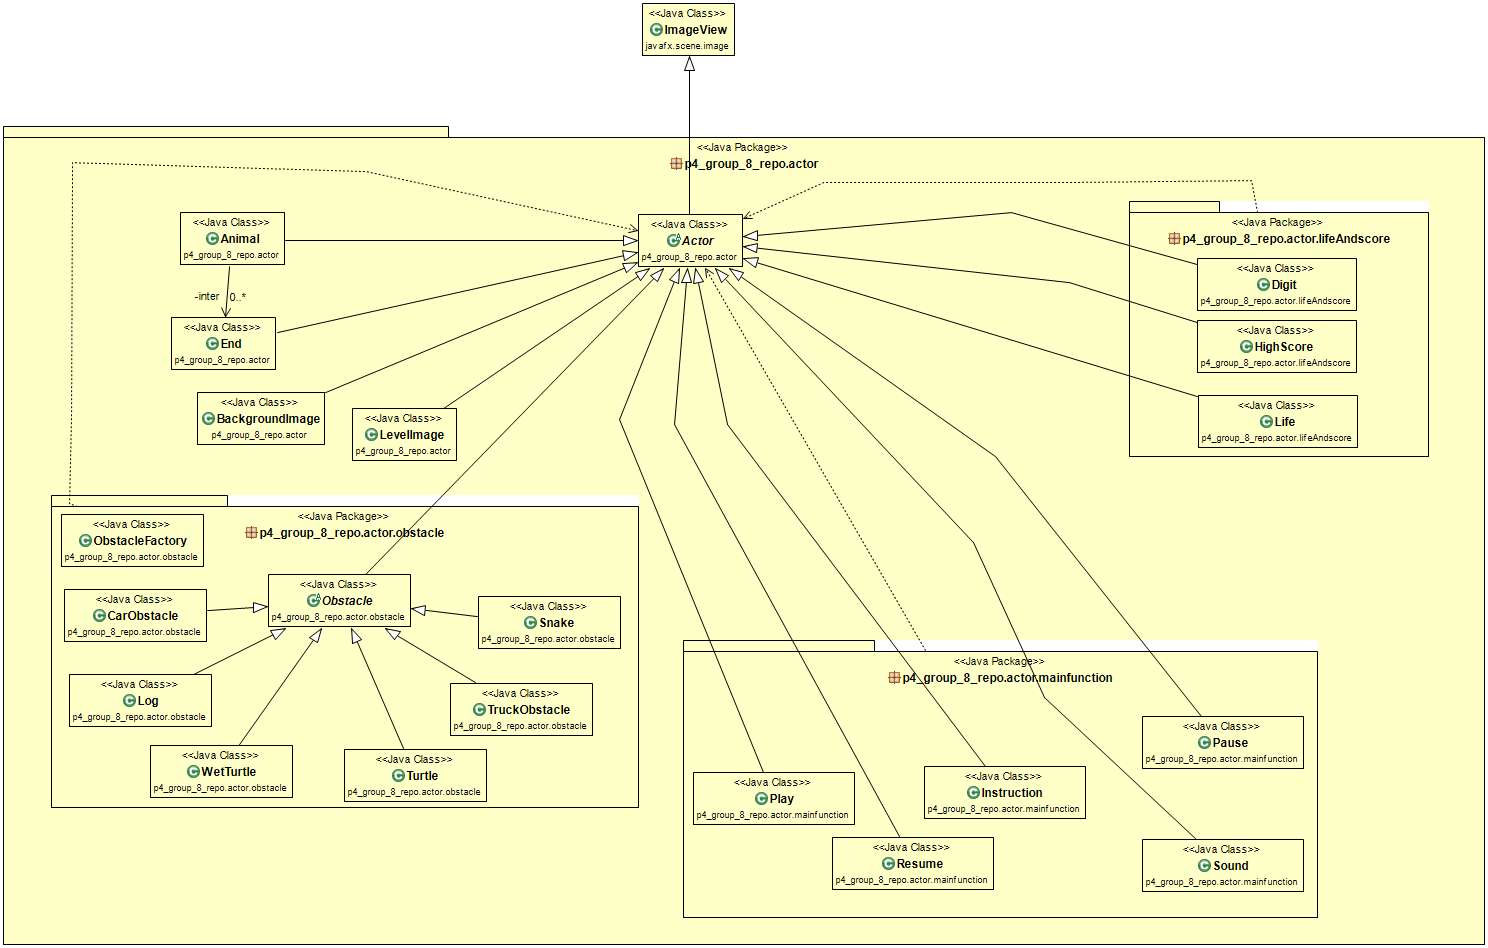 <<Java Class>>
ImageView
javafx.scene.image
<<Java Package>>
p4_group_8_repo.actor
<<Java Class>>
Animal
p4_group_8_repo.actor
<<Java Class>>
Actor
p4_group_8_repo.actor
<<Java Package>>
p4_group_8_repo.actor.lifeAndscore
<<Java Class>>
Digit
p4_group_8_repo.actor.lifeAndscore
-inter 0..*
<<Java Class>>
End
p4_group_8_repo.actor
<<Java Class>>
HighScore
p4_group_8_repo.actor.lifeAndscore
<<Java Class>>
BackgroundImage
p4_group_8_repo.actor
<<Java Class>>
LevelImage
p4_group_8_repo.actor
<<Java Class>>
Life
p4_group_8_repo.actor.lifeAndscore
<<Java Package>>
p4_group_8_repo.actor.obstacle
<<Java Class>>
ObstacleFactory
p4_group_8_repo.actor.obstacle
<<Java Class>>
Obstacle
p4_group_8_repo.actor.obstacle
<<Java Class>>
CarObstacle
p4_group_8_repo.actor.obstacle
<<Java Class>>
Snake
p4_group_8_repo.actor.obstacle
<<Java Class>>
Log
p4_group_8_repo.actor.obstacle
<<Java Class>>
TruckObstacle
p4_group_8_repo.actor.obstacle
<<Java Class>>
WetTurtle
p4_group_8_repo.actor.obstacle
<<Java Class>>
Turtle
p4_group_8_repo.actor.obstacle
<<Java Package>>
p4_group_8_repo.actor.mainfunction
<<Java Class>>
Pause
p4_group_8_repo.actor.mainfunction
<<Java Class>>
Play
p4_group_8_repo.actor.mainfunction
<<Java Class>>
Instruction
p4_group_8_repo.actor.mainfunction
<<Java Class>>
Resume
p4_group_8_repo.actor.mainfunction
<<Java Class>>
Sound
p4_group_8_repo.actor.mainfunction